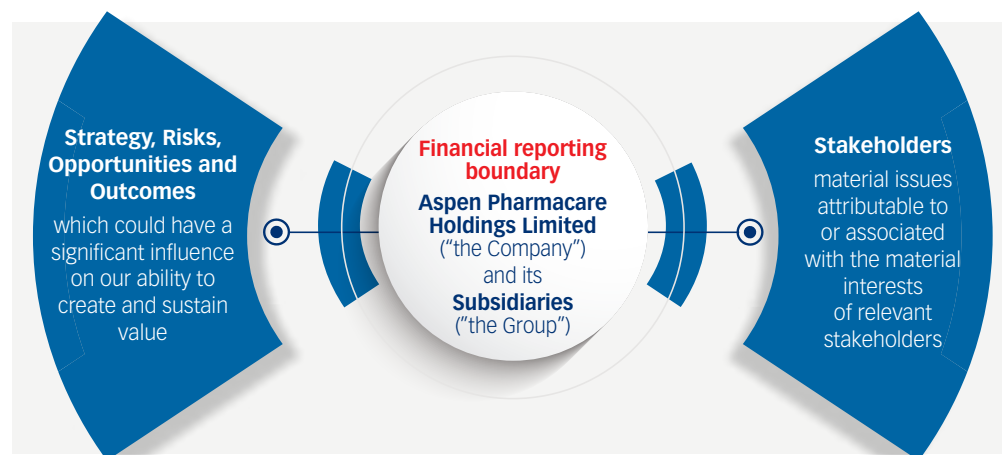 Strategy, Risks,
Opportunities and
Outcomes
which could have a
significant influence
on our ability to
create and sustain
value
Financial reporting
boundary
Aspen Pharmacare
Holdings Limited
(“the Company”)
and its
Subsidiaries
(“the Group”)
Stakeholders
material issues
attributable to
or associated
with the material
interests
of relevant
stakeholders